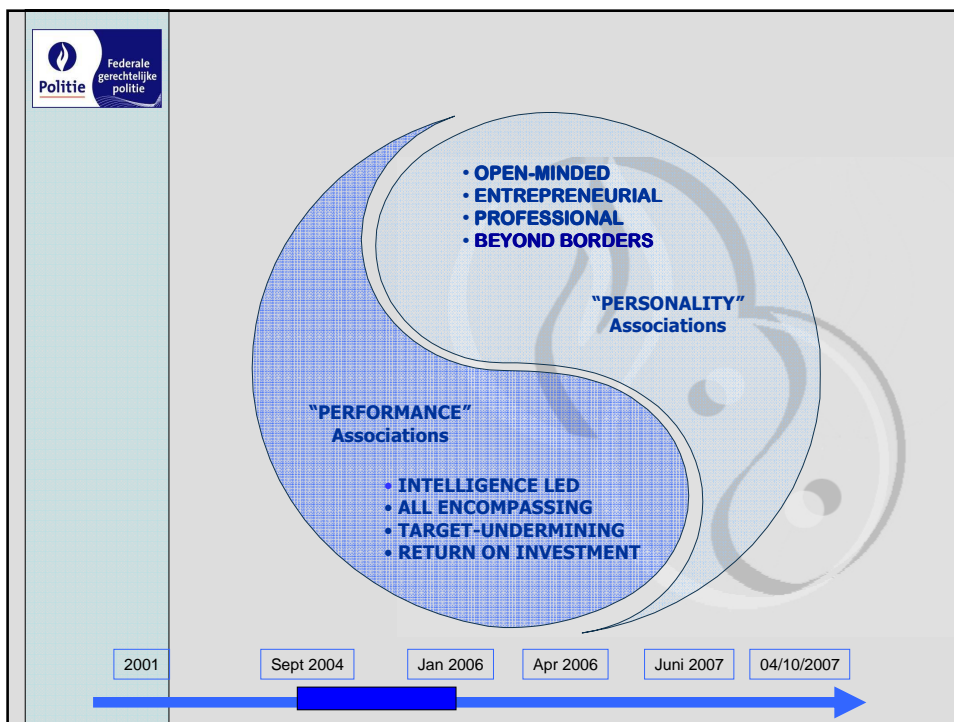 Politie
Federale
gerechtelijke
politie
• OPEN-MINDED
• ENTREPRENEURIAL
• PROFESSIONAL
• BEYOND BORDERS
“PERSONALITY”
Associations
“PERFORMANCE”
Associations
• INTELLIGENCE LED
• ALL ENCOMPASSING
• TARGET-UNDERMINING
• RETURN ON INVESTMENT
2001
Sept 2004
Jan 2006
Apr 2006
Juni 2007
04/10/2007